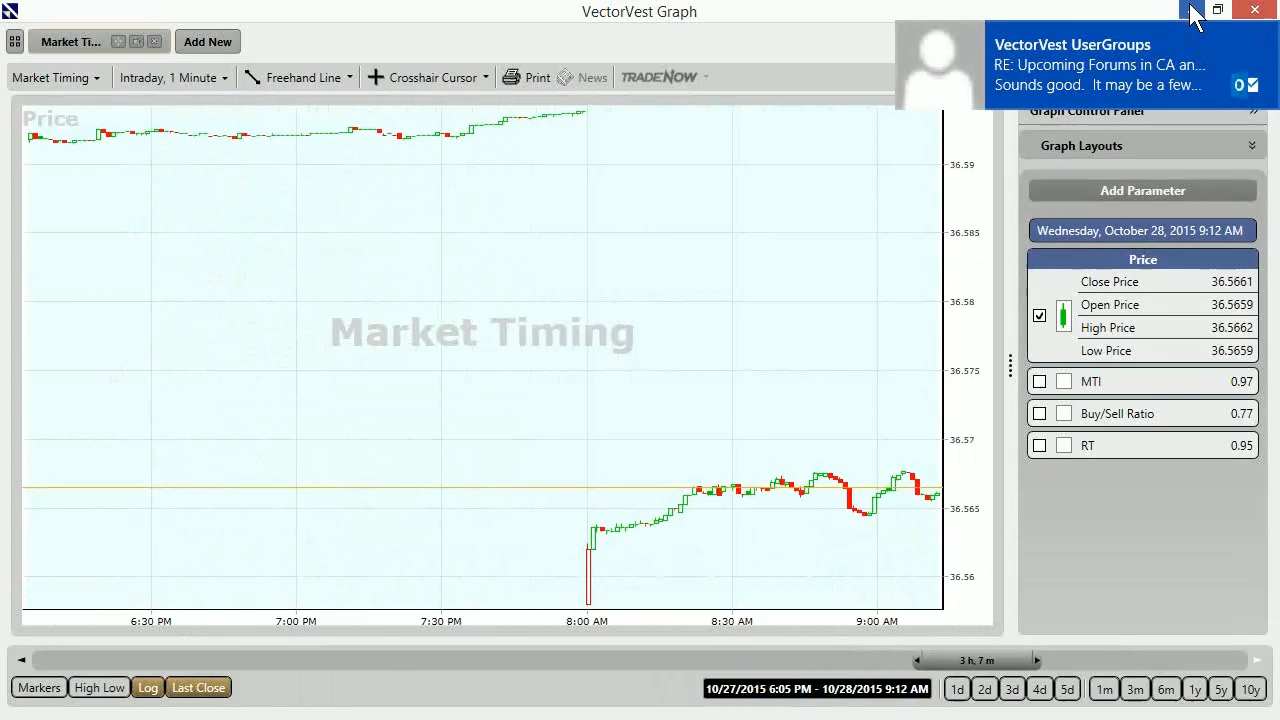 VectorVest Graph
Market Ti...
Add New
VectorVest UserGroups
RE: Upcoming Forums in CA an...
Sounds good. It may be a few...
Market Timing
Intraday, 1 Minute
Freehand Line
Crosshair Cursor
Print
News
TRADENOW
Graph Control Panel
Graph Layouts
Add Parameter
Wednesday, October 28, 2015 9:12 AM
Price
Close Price 36.5661
Open Price 36.5659
High Price 36.5662
Low Price 36.5659
MTI 0.97
Buy/Sell Ratio 0.77
RT 0.95
Price
Market Timing
36.59
36.585
36.58
36.575
36.57
36.565
36.56
6:30 PM 7:00 PM 7:30 PM 8:00 AM 8:30 AM 9:00 AM
3 h, 7 m
Markers High Low Log Last Close
10/27/2015 6:05 PM - 10/28/2015 9:12 AM
1d 2d 3d 4d 5d 1m 3m 6m 1y 5y 10y